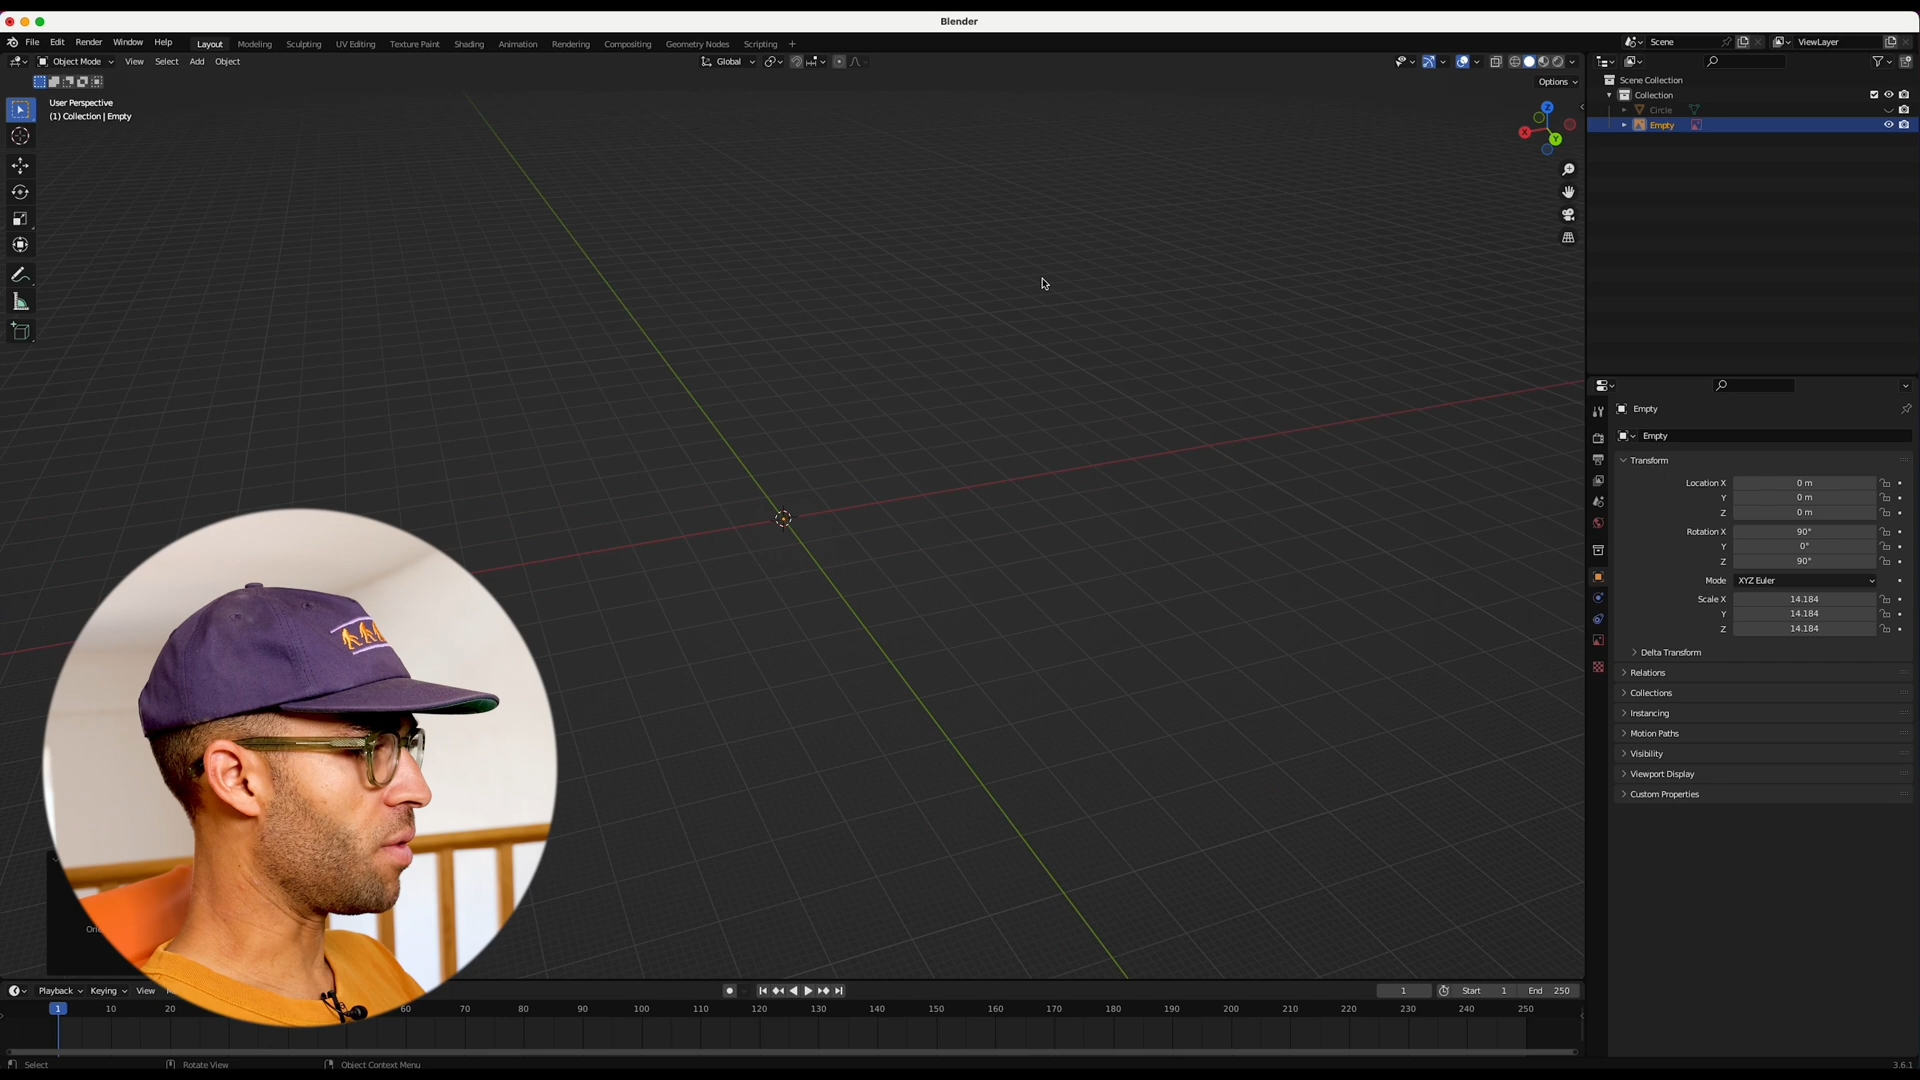 Blender
File Edit Render Window Help
Layout Modeling Sculpting UV Editing Texture Paint Shading Animation Rendering Compositing Geometry Nodes Scripting +
Scene
ViewLayer
Object Mode View Select Add Object
Global
Options
User Perspective
(1) Collection | Empty
Z
X
Y
Scene Collection
Collection
Circle
Empty
Empty
Empty
Transform
Location X 0 m
Y 0 m
Z 0 m
Rotation X 90°
Y 0°
Z 90°
Mode XYZ Euler
Scale X 14.184
Y 14.184
Z 14.184
Delta Transform
Relations
Collections
Instancing
Motion Paths
Visibility
Viewport Display
Custom Properties
Playback Keying View
1 Start 1 End 250
1 10 20 60 70 80 90 100 110 120 130 140 150 160 170 180 190 200 210 220 230 240 250
Select Rotate View Object Context Menu
3.6.1